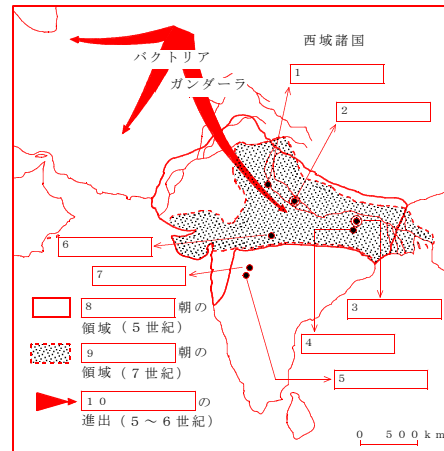 西域諸国
バクトリア
ガンダーラ
1
2
6
7
3
4
5
8 朝の
領域（5世紀）
9 朝の
領域（7世紀）
10 の
進出（5～6世紀）
0 500km